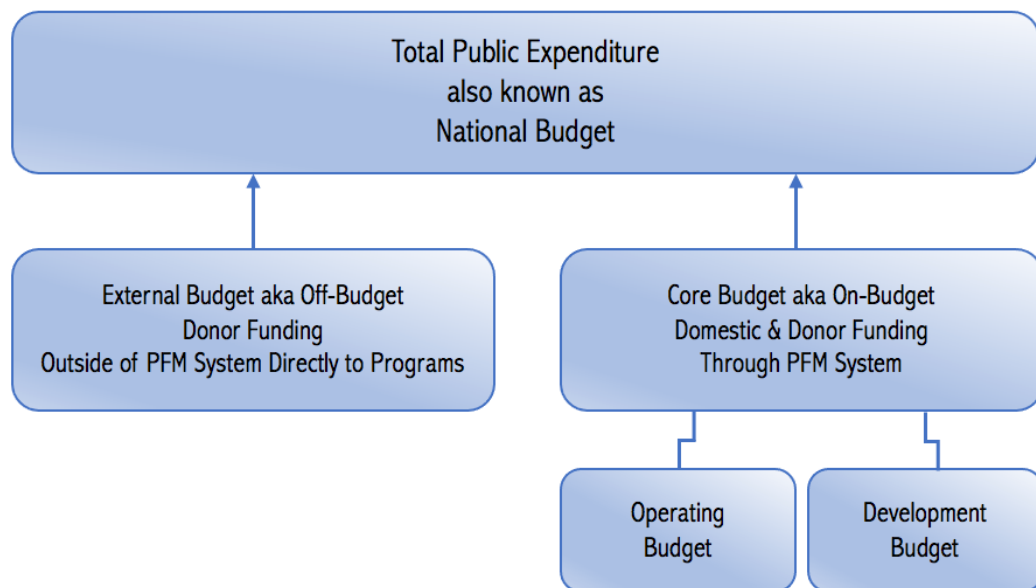 Total Public Expenditure
also known as
National Budget
External Budget aka Off-Budget
Donor Funding
Outside of PFM System Directly to Programs
Core Budget aka On-Budget
Domestic & Donor Funding
Through PFM System
Operating
Budget
Development
Budget